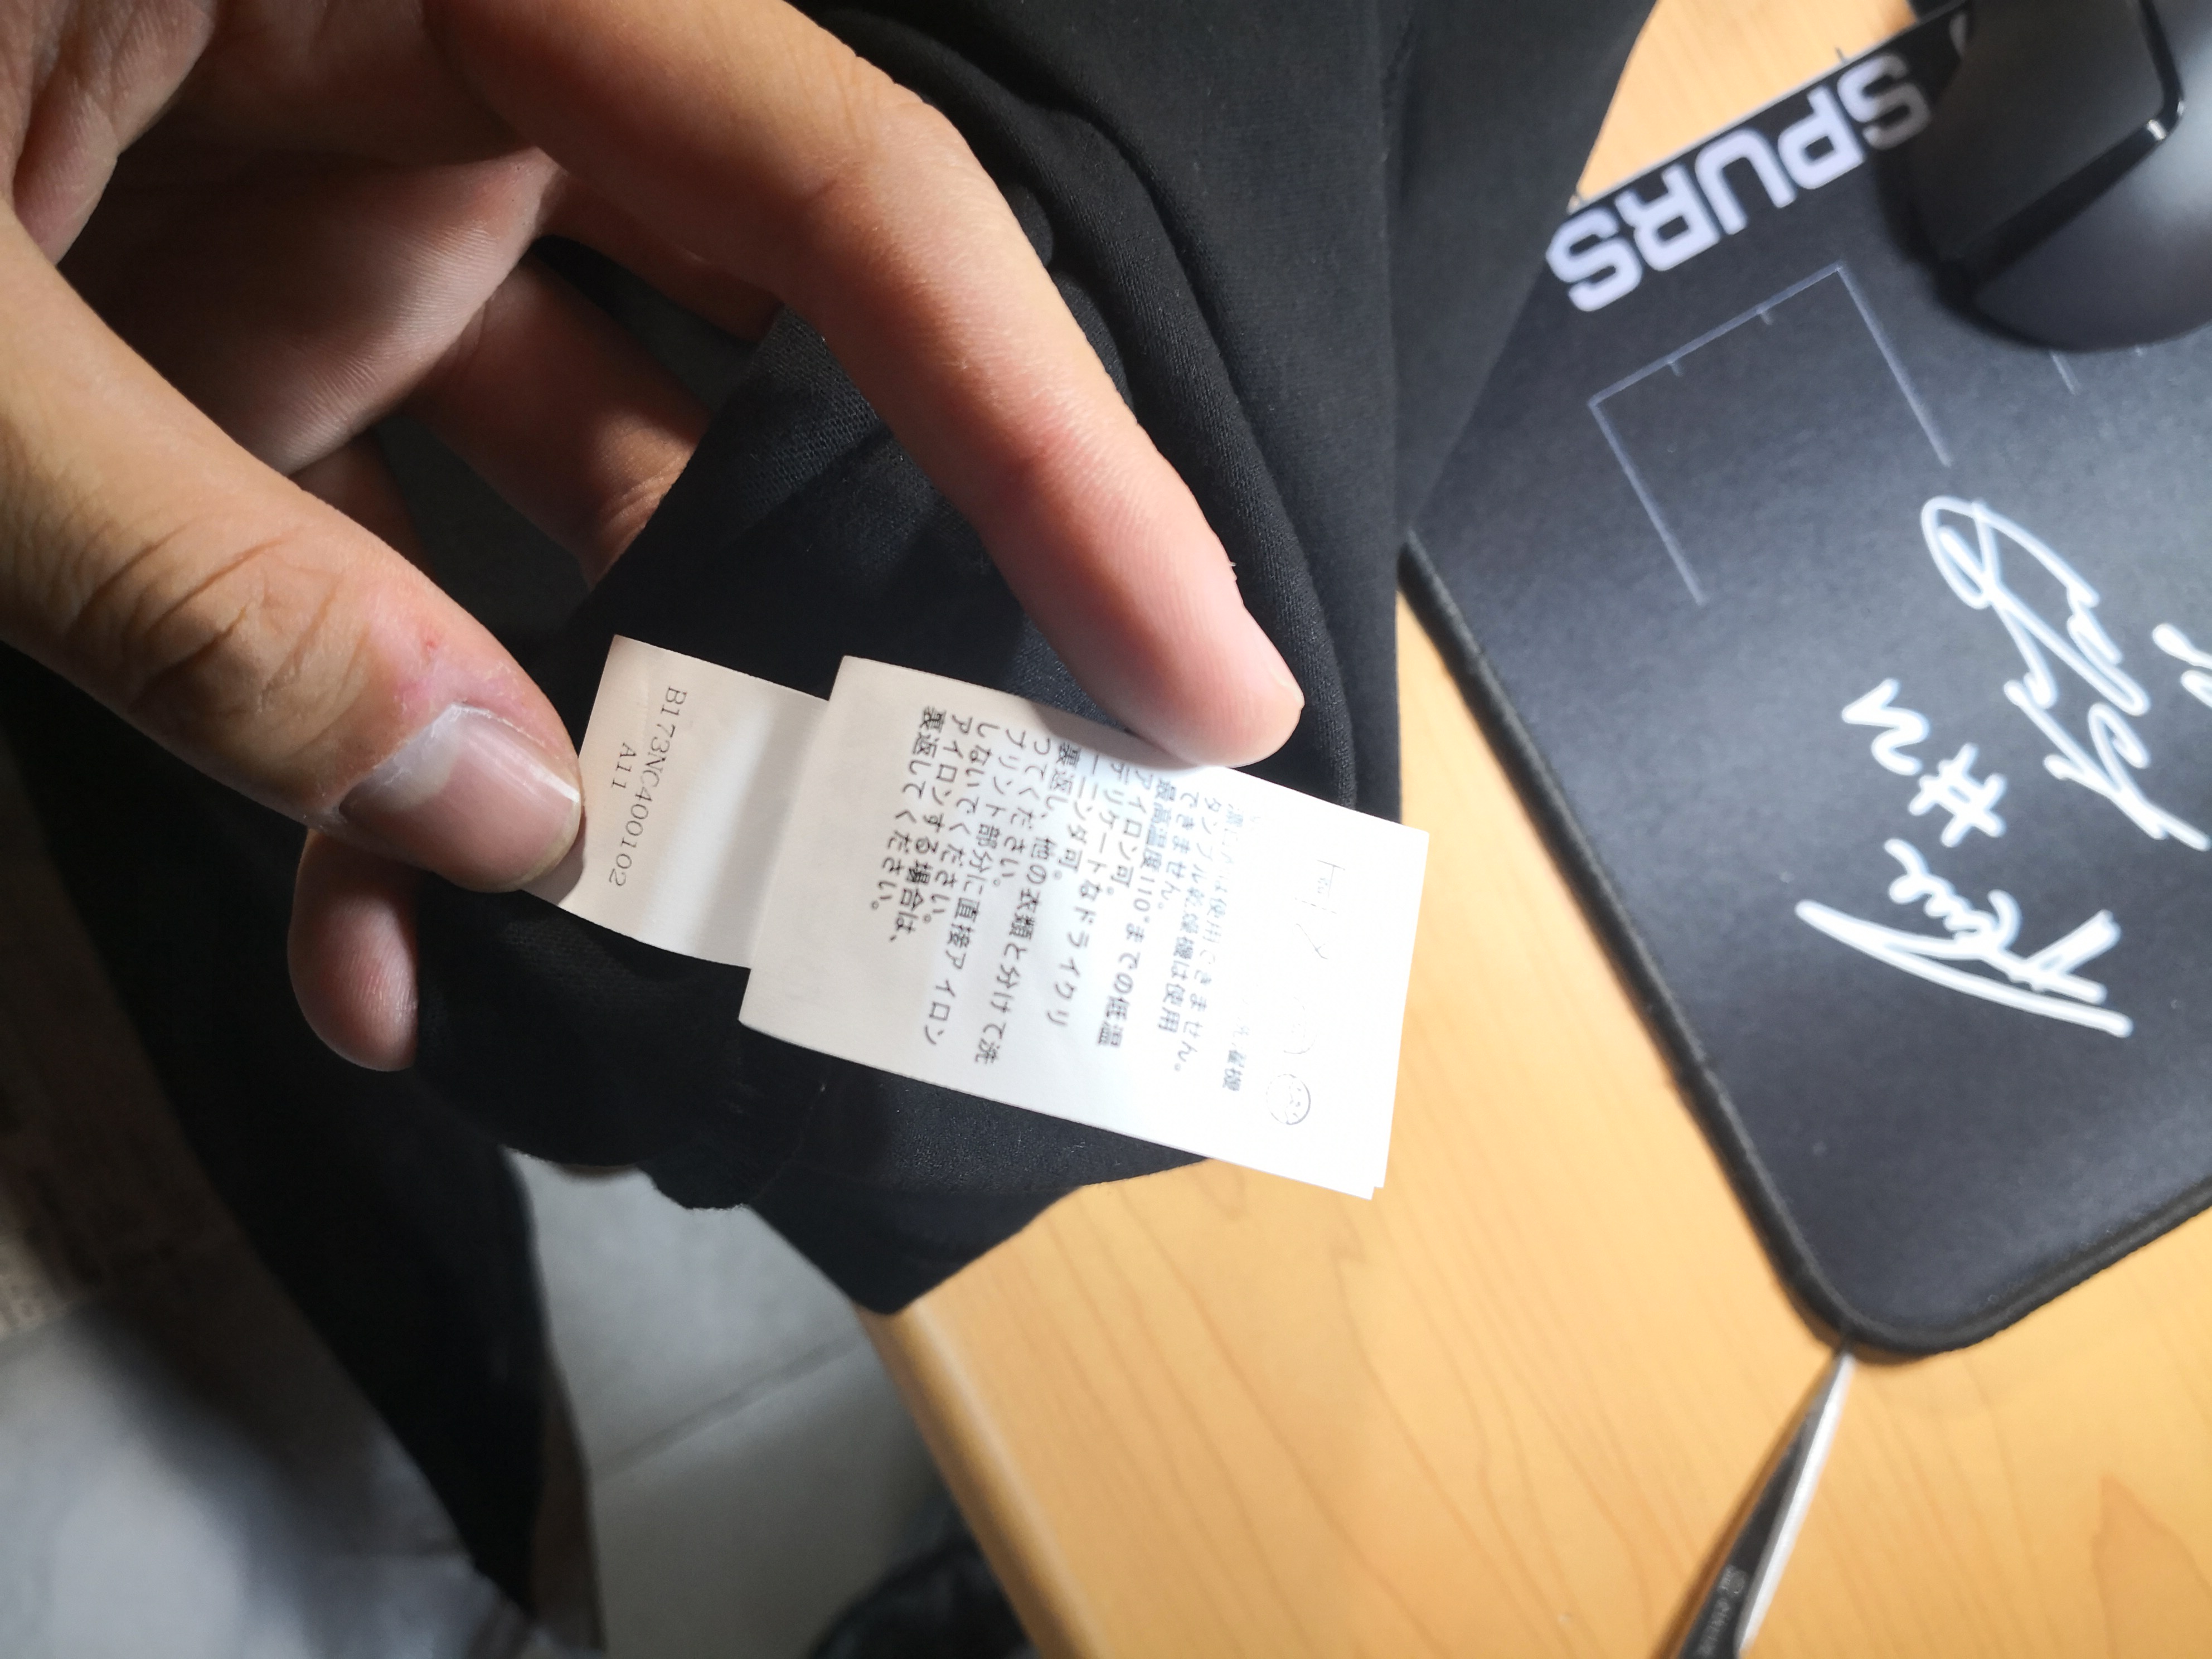 B173NC400102
A11
使用できません。
タンブル乾燥機は使用
できません。
最高温度110°までの低温
アイロン可。
デリケートなドライクリ
ーニング可。
裏返し、他の衣類と分けて洗
ってください。
プリント部分に直接アイロン
しないでください。
アイロンする場合は、
裏返してください。
SPURS